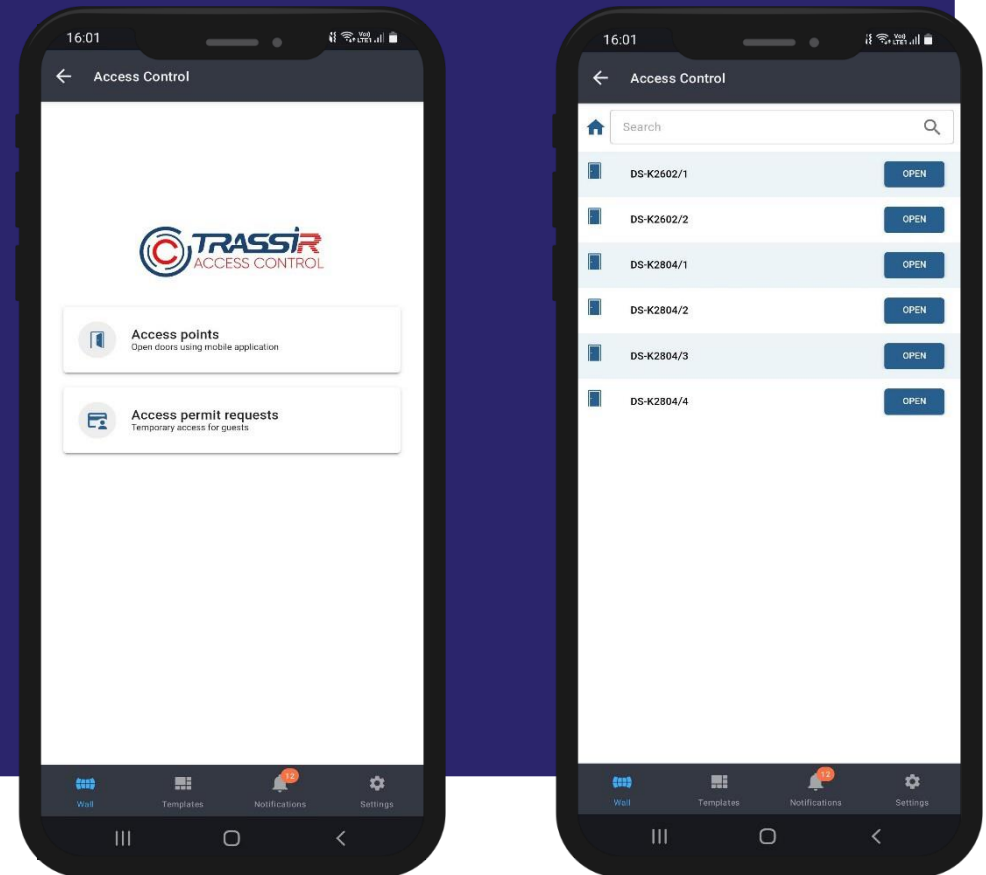 16:01
Access Control
TRASSIR
ACCESS CONTROL
Access points
Open doors using mobile application
Access permit requests
Temporary access for guests
12
Wall
Templates
Notifications
Settings
16:01
Access Control
Search
DS-K2602/1
OPEN
DS-K2602/2
OPEN
DS-K2804/1
OPEN
DS-K2804/2
OPEN
DS-K2804/3
OPEN
DS-K2804/4
OPEN
12
Wall
Templates
Notifications
Settings